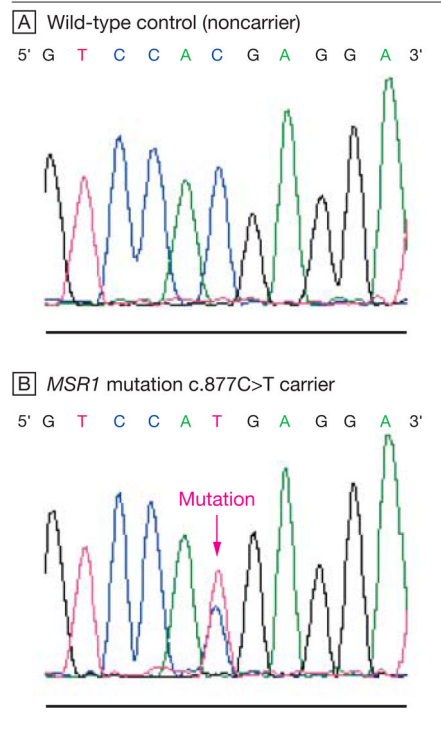 A Wild-type control (noncarrier)
5' G T C C A C G A G G A 3'
B MSR1 mutation c.877C>T carrier
5' G T C C A T G A G G A 3'
Mutation